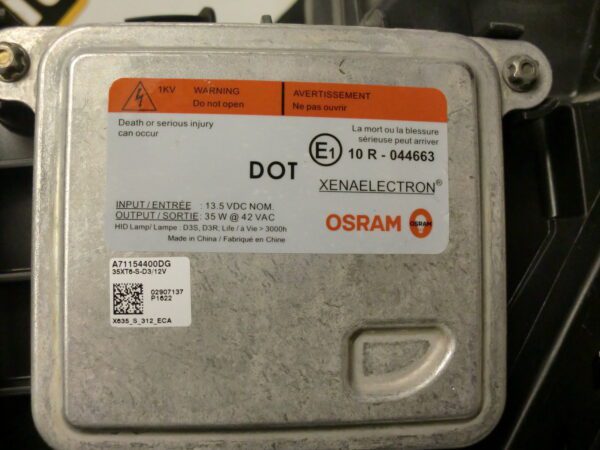 1KV WARNING
Do not open
AVERTISSEMENT
Ne pas ouvrir
Death or serious injury
can occur
La mort ou la blessure
sérieuse peut arriver
E1 10 R - 044663
DOT
XENAELECTRON®
INPUT / ENTRÉE : 13.5 VDC NOM.
OUTPUT / SORTIE: 35 W @ 42 VAC
HID Lamp/ Lampe : D3S, D3R; Life / à Vie > 3000h
Made in China / Fabriqué en Chine
OSRAM OSRAM
A71154400DG
35XT6-S-D3/12V
02907137
P1622
X635_S_312_ECA